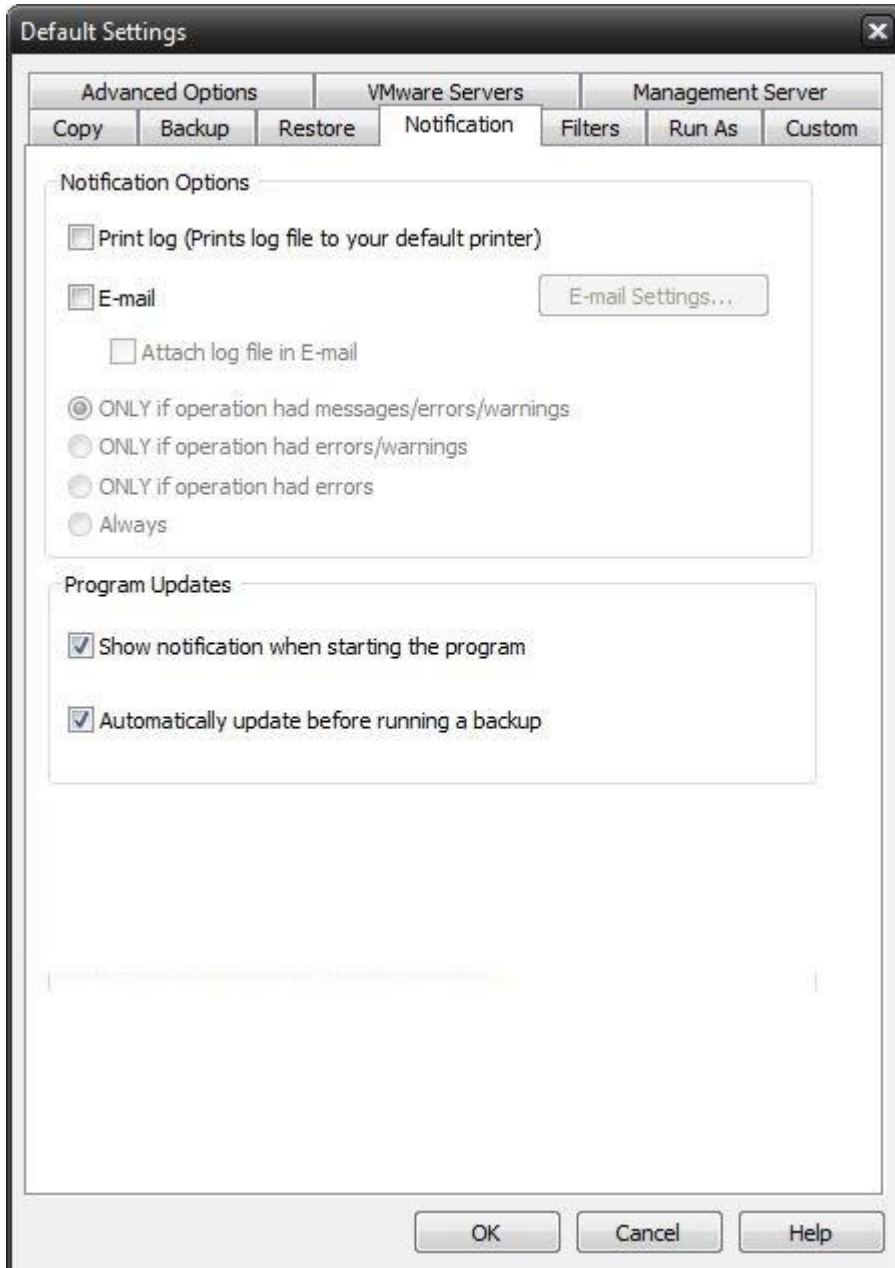 Default Settings
Advanced Options VMware Servers Management Server
Copy Backup Restore Notification Filters Run As Custom
Notification Options
Print log (Prints log file to your default printer)
E-mail E-mail Settings...
Attach log file in E-mail
ONLY if operation had messages/errors/warnings
ONLY if operation had errors/warnings
ONLY if operation had errors
Always
Program Updates
Show notification when starting the program
Automatically update before running a backup
OK Cancel Help